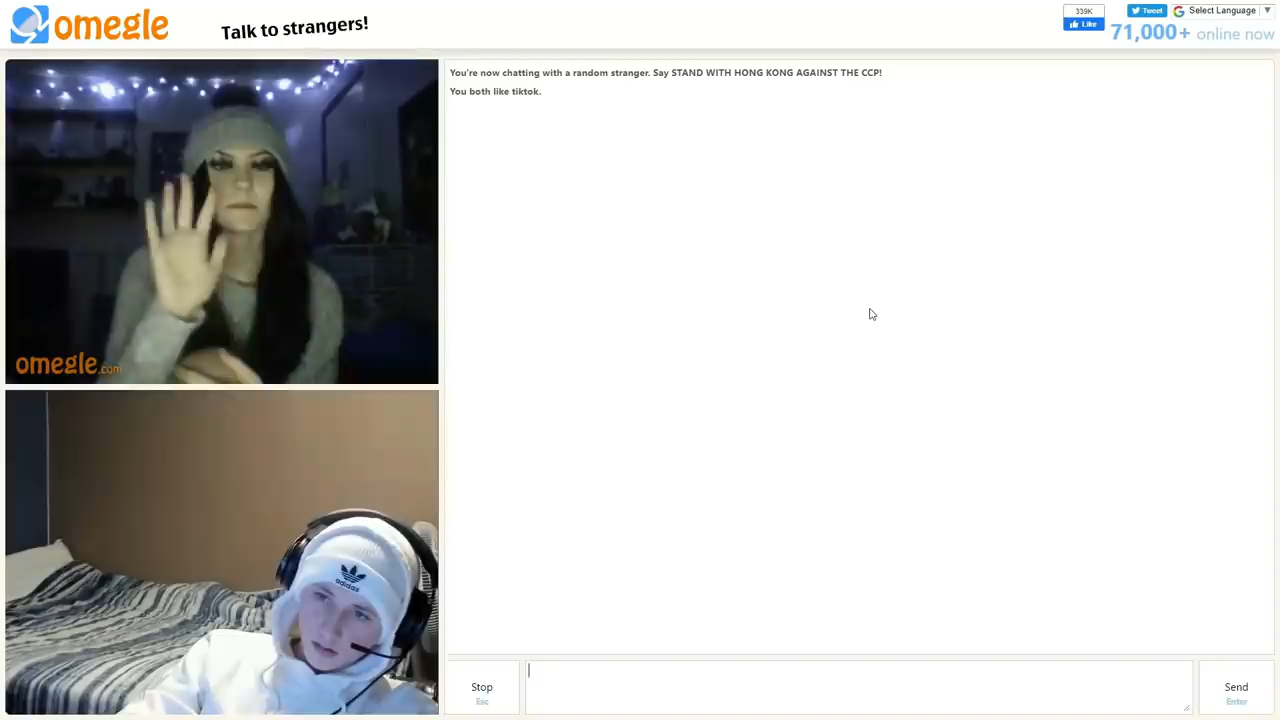 omegle
Talk to strangers!
339K
Like
Tweet
Select Language
71,000+ online now
You're now chatting with a random stranger. Say STAND WITH HONG KONG AGAINST THE CCP!
You both like tiktok.
omegle.com
adidas
Stop
Esc
Send
Enter